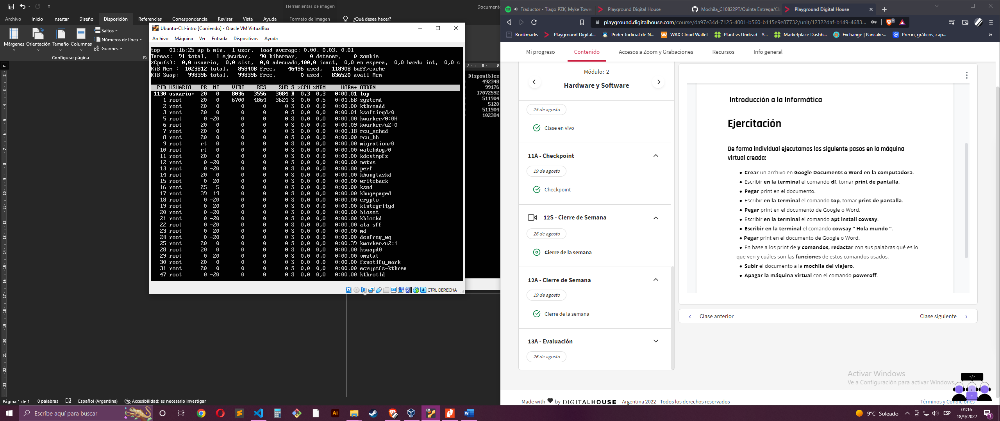 Herramientas de imagen
Documento
Archivo Inicio Insertar Diseño Disposición Referencias Correspondencia Revisar Vista Ayuda Formato de imagen ¿Qué desea hacer?
Márgenes Orientación Tamaño Columnas
Saltos
Números de línea
Guiones
Configurar página
Ubuntu-CLI-intro [Corriendo] - Oracle VM VirtualBox
Archivo Máquina Ver Entrada Dispositivos Ayuda
top - 01:16:25 up 6 min, 1 user, load average: 0,00, 0,03, 0,01
Tareas: 91 total, 1 ejecutar, 90 hibernar, 0 detener, 0 zombie
%Cpu(s): 0,0 usuario, 0,0 sist, 0,0 adecuado,100,0 inact, 0,0 en espera, 0,0 hardw int, 0,0 s
KiB Mem : 1023812 total, 858408 free, 46496 used, 118908 buff/cache
KiB Swap: 998396 total, 998396 free, 0 used. 836520 avail Mem
PID USUARIO PR NI VIRT RES SHR S %CPU %MEM HORA+ ORDEN
1130 usuario+ 20 0 8036 3556 3084 R 0,3 0,3 0:00.01 top
1 root 20 0 6700 4864 3624 S 0,0 0,5 0:01.68 systemd
2 root 20 0 0 0 0 S 0,0 0,0 0:00.00 kthreadd
3 root 20 0 0 0 0 S 0,0 0,0 0:00.01 ksoftirqd/0
5 root 0 -20 0 0 0 S 0,0 0,0 0:00.00 kworker/0:0H
6 root 20 0 0 0 0 S 0,0 0,0 0:00.09 kworker/u2:0
7 root 20 0 0 0 0 S 0,0 0,0 0:00.18 rcu_sched
8 root 20 0 0 0 0 S 0,0 0,0 0:00.00 rcu_bh
9 root rt 0 0 0 0 S 0,0 0,0 0:00.00 migration/0
10 root rt 0 0 0 0 S 0,0 0,0 0:00.00 watchdog/0
11 root 20 0 0 0 0 S 0,0 0,0 0:00.00 kdevtmpfs
12 root 0 -20 0 0 0 S 0,0 0,0 0:00.00 netns
13 root 0 -20 0 0 0 S 0,0 0,0 0:00.00 perf
14 root 20 0 0 0 0 S 0,0 0,0 0:00.00 khungtaskd
15 root 0 -20 0 0 0 S 0,0 0,0 0:00.00 writeback
16 root 25 5 0 0 0 S 0,0 0,0 0:00.00 ksmd
17 root 39 19 0 0 0 S 0,0 0,0 0:00.00 khugepaged
18 root 0 -20 0 0 0 S 0,0 0,0 0:00.00 crypto
19 root 0 -20 0 0 0 S 0,0 0,0 0:00.00 kintegrityd
20 root 0 -20 0 0 0 S 0,0 0,0 0:00.00 bioset
21 root 0 -20 0 0 0 S 0,0 0,0 0:00.00 kblockd
22 root 0 -20 0 0 0 S 0,0 0,0 0:00.00 ata_sff
23 root 0 -20 0 0 0 S 0,0 0,0 0:00.00 md
24 root 0 -20 0 0 0 S 0,0 0,0 0:00.00 devfreq_wq
25 root 20 0 0 0 0 S 0,0 0,0 0:00.39 kworker/u2:1
28 root 20 0 0 0 0 S 0,0 0,0 0:00.00 kswapd0
29 root 0 -20 0 0 0 S 0,0 0,0 0:00.00 vmstat
30 root 20 0 0 0 0 S 0,0 0,0 0:00.00 fsnotify_mark
31 root 20 0 0 0 0 S 0,0 0,0 0:00.00 ecryptfs-kthrea
47 root 0 -20 0 0 0 S 0,0 0,0 0:00.00 kthrotld
CTRL DERECHA
Disponibles
492348
99176
17072592
511904
5120
511904
102384
Página 1 de 1 0 palabras Español (Argentina) Accesibilidad: es necesario investigar
Traductor • Tiago PZK, Myke Tower Playground Digital House Mochila_C10822PT/Quinta Entrega/Cl Playground Digital House
playground.digitalhouse.com/course/da97e34d-7125-4001-b560-b115e9e87732/unit/12322daf-b149-4683...
Bookmarks Playground Digital... Poder Judicial de N... WAX Cloud Wallet Plant vs Undead - Y... Marketplace Dashb... Exchange | Pancake... Precio, gráficos, cap...
Mi progreso Contenido Accesos a Zoom y Grabaciones Recursos Info general
Módulo: 2
Hardware y Software
25 de agosto
Clase en vivo
11A - Checkpoint
19 de agosto
Checkpoint
12S - Cierre de Semana
26 de agosto
Cierre de la semana
12A - Cierre de Semana
19 de agosto
Cierre de la semana
13A - Evaluación
26 de agosto
Introducción a la Informática
Ejercitación
De forma individual ejecutamos los siguiente pasos en la máquina
virtual creada:
• Crear un archivo en Google Documents o Word en la computadora.
• Escribir en la terminal el comando df, tomar print de pantalla.
• Pegar print en el documento.
• Escribir en la terminal el comando top, tomar print de pantalla.
• Pegar print en el documento de Google o Word.
• Escribir en la terminal el comando apt install cowsay.
• Escribir en la terminal el comando cowsay “ Hola mundo “.
• Pegar print en el documento de Google o Word.
• En base a los print de y comandos, redactar con sus palabras qué es lo
que ven y cuáles son las funciones de estos comandos usados.
• Subir el documento a la mochila del viajero.
• Apagar la máquina virtual con el comando poweroff.
Clase anterior Clase siguiente
Activar Windows
Ve a Configuración para activar Windows.
Made with ♥ by DIGITALHOUSE Argentina 2022 - Todos los derechos reservados Términos y Condiciones
Escribe aquí para buscar
9°C Soleado ESP 01:16
18/9/2022